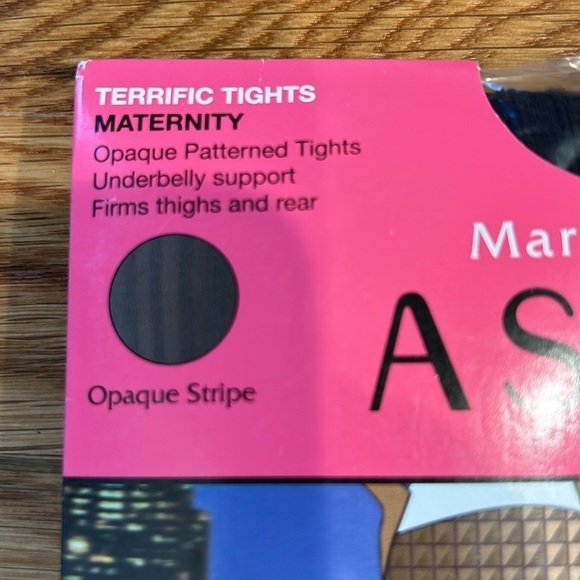 TERRIFIC TIGHTS
MATERNITY
Opaque Patterned Tights
Underbelly support
Firms thighs and rear
Mar
AS
Opaque Stripe